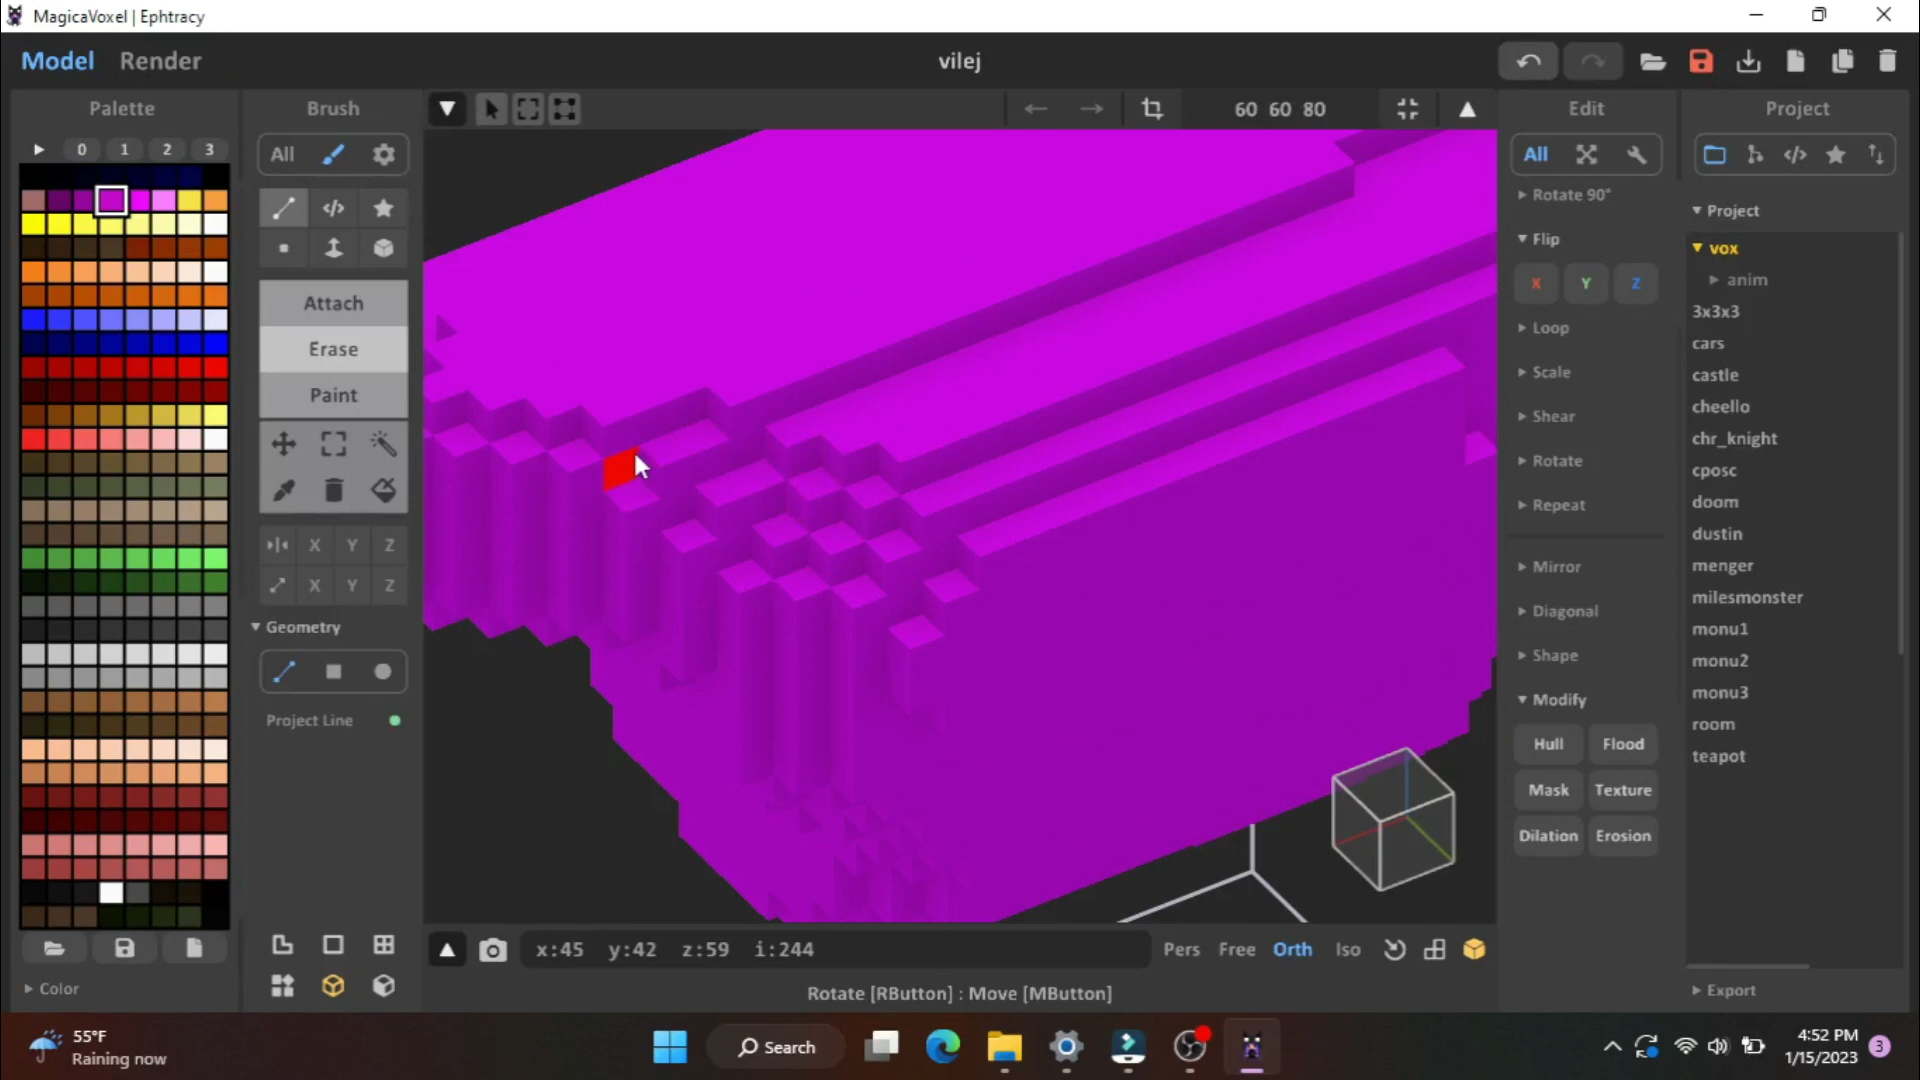 MagicaVoxel | Ephtracy
Model Render
vilej
Palette
Brush
60 60 80
Edit
Project
0 1 2 3
All
All
Rotate 90°
Project
Flip
vox
X Y Z
anim
Attach
3x3x3
Loop
cars
Erase
Scale
castle
Paint
Shear
cheello
chr_knight
Rotate
cposc
Repeat
doom
dustin
X Y Z
Mirror
menger
X Y Z
milesmonster
Diagonal
Geometry
monu1
Shape
monu2
Modify
monu3
Project Line
room
Hull Flood
teapot
Mask Texture
Dilation Erosion
x:45 y:42 z:59 i:244
Pers Free Orth Iso
Color
Rotate [RButton] : Move [MButton]
Export
55°F
Raining now
Search
4:52 PM
1/15/2023
3